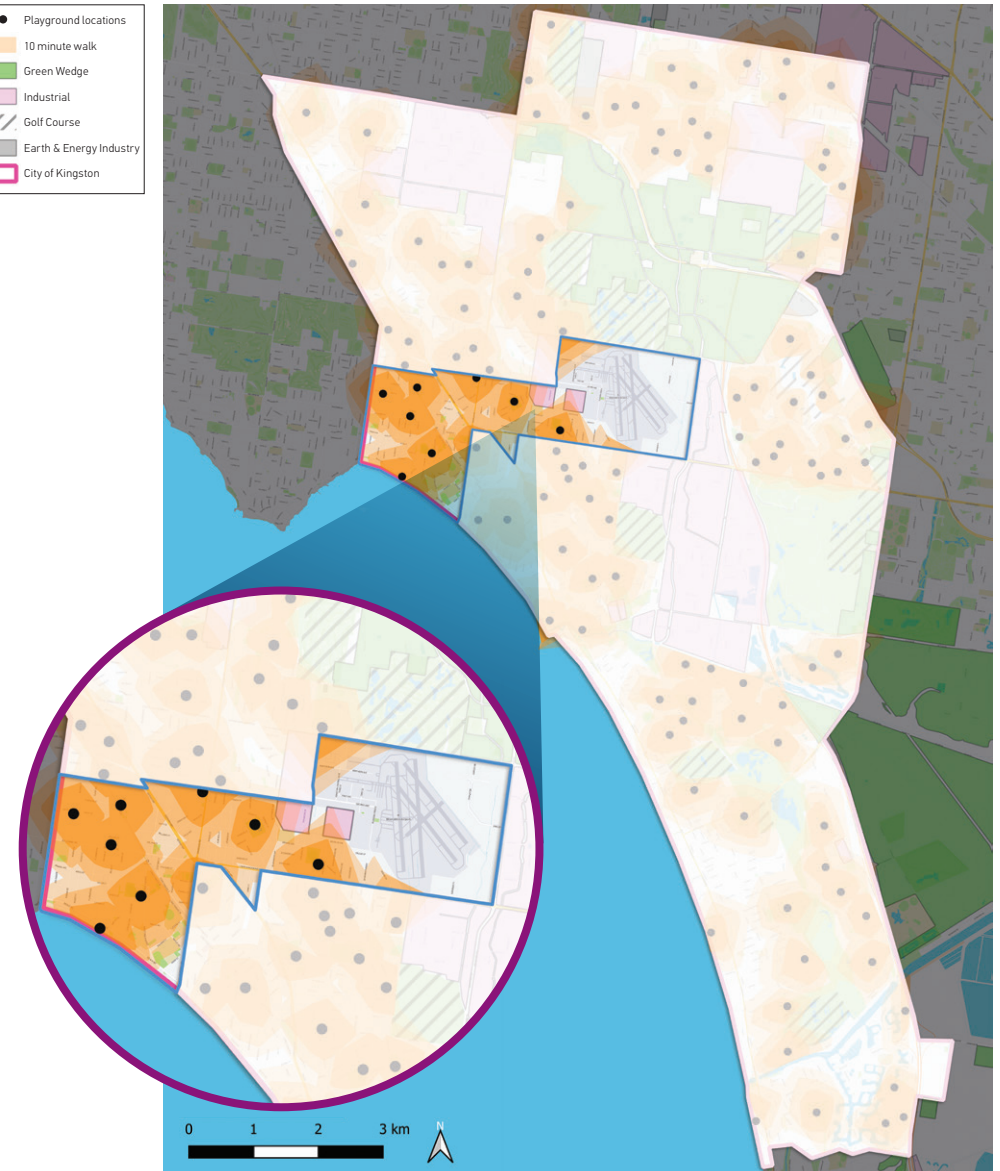 Playground locations
10 minute walk
Green Wedge
Industrial
Golf Course
Earth & Energy Industry
City of Kingston
0 1 2 3 km
N